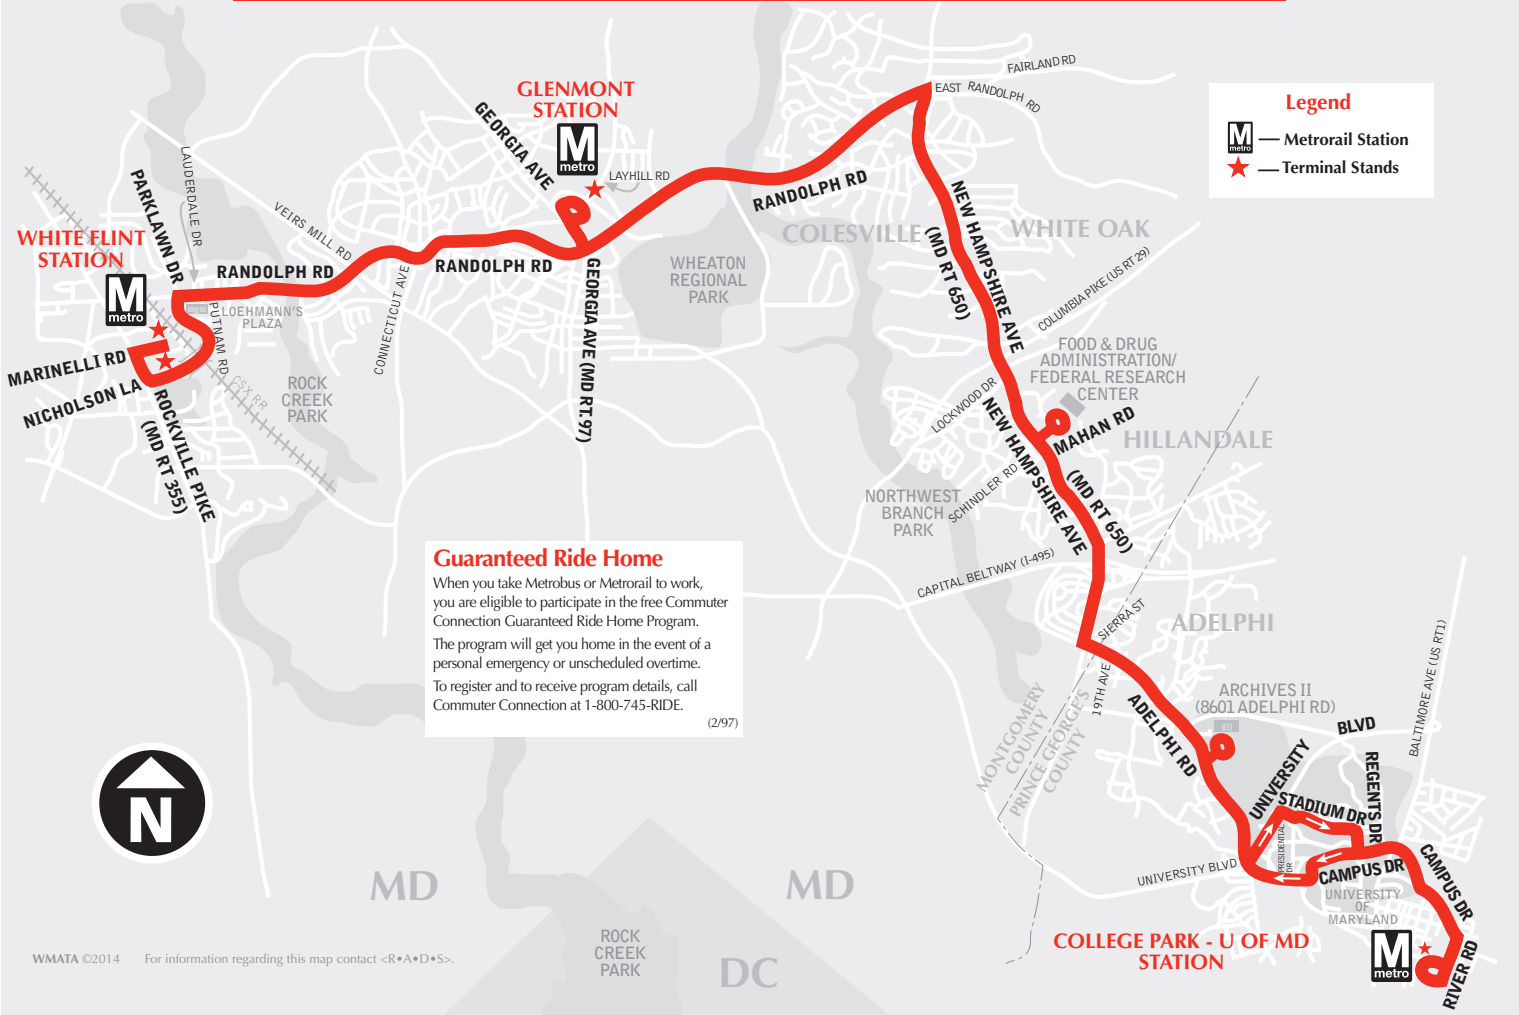 FAIRLAND RD
EAST RANDOLPH RD
Legend
M
metro
— Metrorail Station
— Terminal Stands
GLENMONT
STATION
GEORGIA AVE
M
metro
LAYHILL RD
PARKLAWN DR
LAUDERDALE DR
VEIRS MILL RD
WHITE FLINT
STATION
M
metro
RANDOLPH RD
RANDOLPH RD
RANDOLPH RD
LOEHMANN'S
PLAZA
PUTNAM RD
CONNECTICUT AVE
GEORGIA AVE (MD RT. 97)
WHEATON
REGIONAL
PARK
COLESVILLE
WHITE OAK
NEW HAMPSHIRE AVE
(MD RT 650)
COLUMBIA PIKE (US RT 29)
MARINELLI RD
NICHOLSON LA
ROCKVILLE PIKE
(MD RT 355)
CSX RR
ROCK
CREEK
PARK
FOOD & DRUG
ADMINISTRATION/
FEDERAL RESEARCH
CENTER
LOCKWOOD DR
MAHAN RD
HILLANDALE
NEW HAMPSHIRE AVE
(MD RT 650)
SCHINDLER RD
NORTHWEST
BRANCH
PARK
CAPITAL BELTWAY (I-495)
Guaranteed Ride Home
When you take Metrobus or Metrorail to work,
you are eligible to participate in the free Commuter
Connection Guaranteed Ride Home Program.
The program will get you home in the event of a
personal emergency or unscheduled overtime.
To register and to receive program details, call
Commuter Connection at 1-800-745-RIDE.
(2/97)
SIERRA ST
ADELPHI
19TH AVE
MONTGOMERY
COUNTY
PRINCE GEORGE'S
COUNTY
ADELPHI RD
ARCHIVES II
(8601 ADELPHI RD)
BALTIMORE AVE (US RT1)
UNIVERSITY
BLVD
REGENTS DR
STADIUM DR
PRESIDENTIAL
DR
UNIVERSITY BLVD
CAMPUS DR
CAMPUS DR
UNIVERSITY
OF
MARYLAND
N
MD
MD
DC
ROCK
CREEK
PARK
COLLEGE PARK - U OF MD
STATION
M
metro
RIVER RD
WMATA ©2014 For information regarding this map contact <R•A•D•S>.